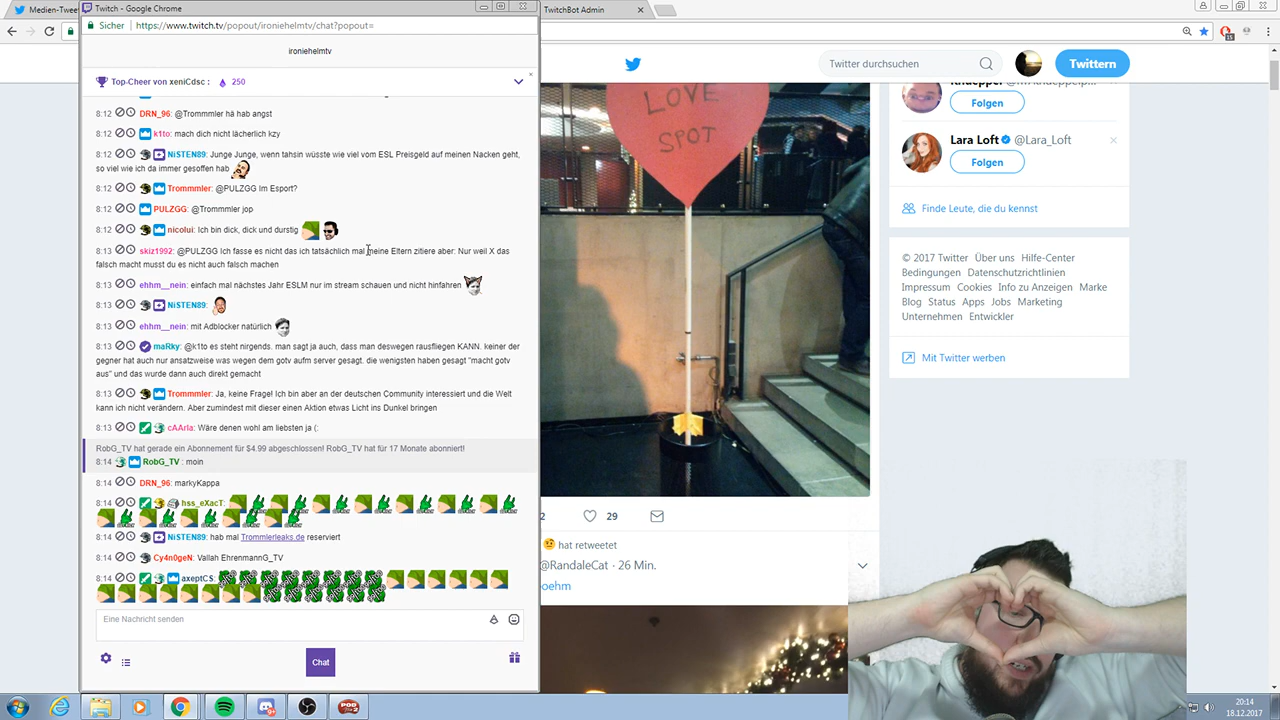 Medien-Tweet
Twitch - Google Chrome
TwitchBot Admin
Sicher
https://www.twitch.tv/popout/ironiehelmtv/chat?popout=
ironiehelmtv
Top-Cheer von xeniCdsc : 250
8:12 DRN_96: @Trommmler hä hab angst
8:12 k1to: mach dich nicht lächerlich kzy
8:12 NiSTEN89: Junge Junge, wenn tahsin wüsste wie viel vom ESL Preisgeld auf meinen Nacken geht,
so viel wie ich da immer gesoffen hab
8:12 Trommmler: @PULZGG Im Esport?
8:12 PULZGG: @Trommmler jop
8:12 nicolui: Ich bin dick, dick und durstig
8:13 skiz1992: @PULZGG Ich fasse es nicht das ich tatsächlich mal meine Eltern zitiere aber: Nur weil X das
falsch macht musst du es nicht auch falsch machen
8:13 ehhm__nein: einfach mal nächstes Jahr ESLM nur im stream schauen und nicht hinfahren
8:13 NiSTEN89:
8:13 ehhm__nein: mit Adblocker natürlich
8:13 maRky: @k1to es steht nirgends. man sagt ja auch, dass man deswegen rausfliegen KANN. keiner der
gegner hat auch nur ansatzweise was wegen dem gotv aufm server gesagt. die wenigsten haben gesagt "macht gotv
aus" und das wurde dann auch direkt gemacht
8:13 Trommmler: Ja, keine Frage! Ich bin aber an der deutschen Community interessiert und die Welt
kann ich nicht verändern. Aber zumindest mit dieser einen Aktion etwas Licht ins Dunkel bringen
8:13 cAArla: Wäre denen wohl am liebsten ja (:
RobG_TV hat gerade ein Abonnement für $4.99 abgeschlossen! RobG_TV hat für 17 Monate abonniert!
8:14 RobG_TV : moin
8:14 DRN_96: markyKappa
8:14 hss_eXacT:
8:14 NiSTEN89: hab mal Trommlerleaks.de reserviert
8:14 Cy4n0geN: Vallah EhrenmannG_TV
8:14 axeptCS:
Eine Nachricht senden
Chat
Twitter durchsuchen
Twittern
Folgen
Lara Loft @Lara_Loft
Folgen
Finde Leute, die du kennst
© 2017 Twitter Über uns Hilfe-Center
Bedingungen Datenschutzrichtlinien
Impressum Cookies Info zu Anzeigen Marke
Blog Status Apps Jobs Marketing
Unternehmen Entwickler
Mit Twitter werben
LOVE
SPOT
2 29
hat retweetet
@RandaleCat · 26 Min.
oehm
20:14
18.12.2017